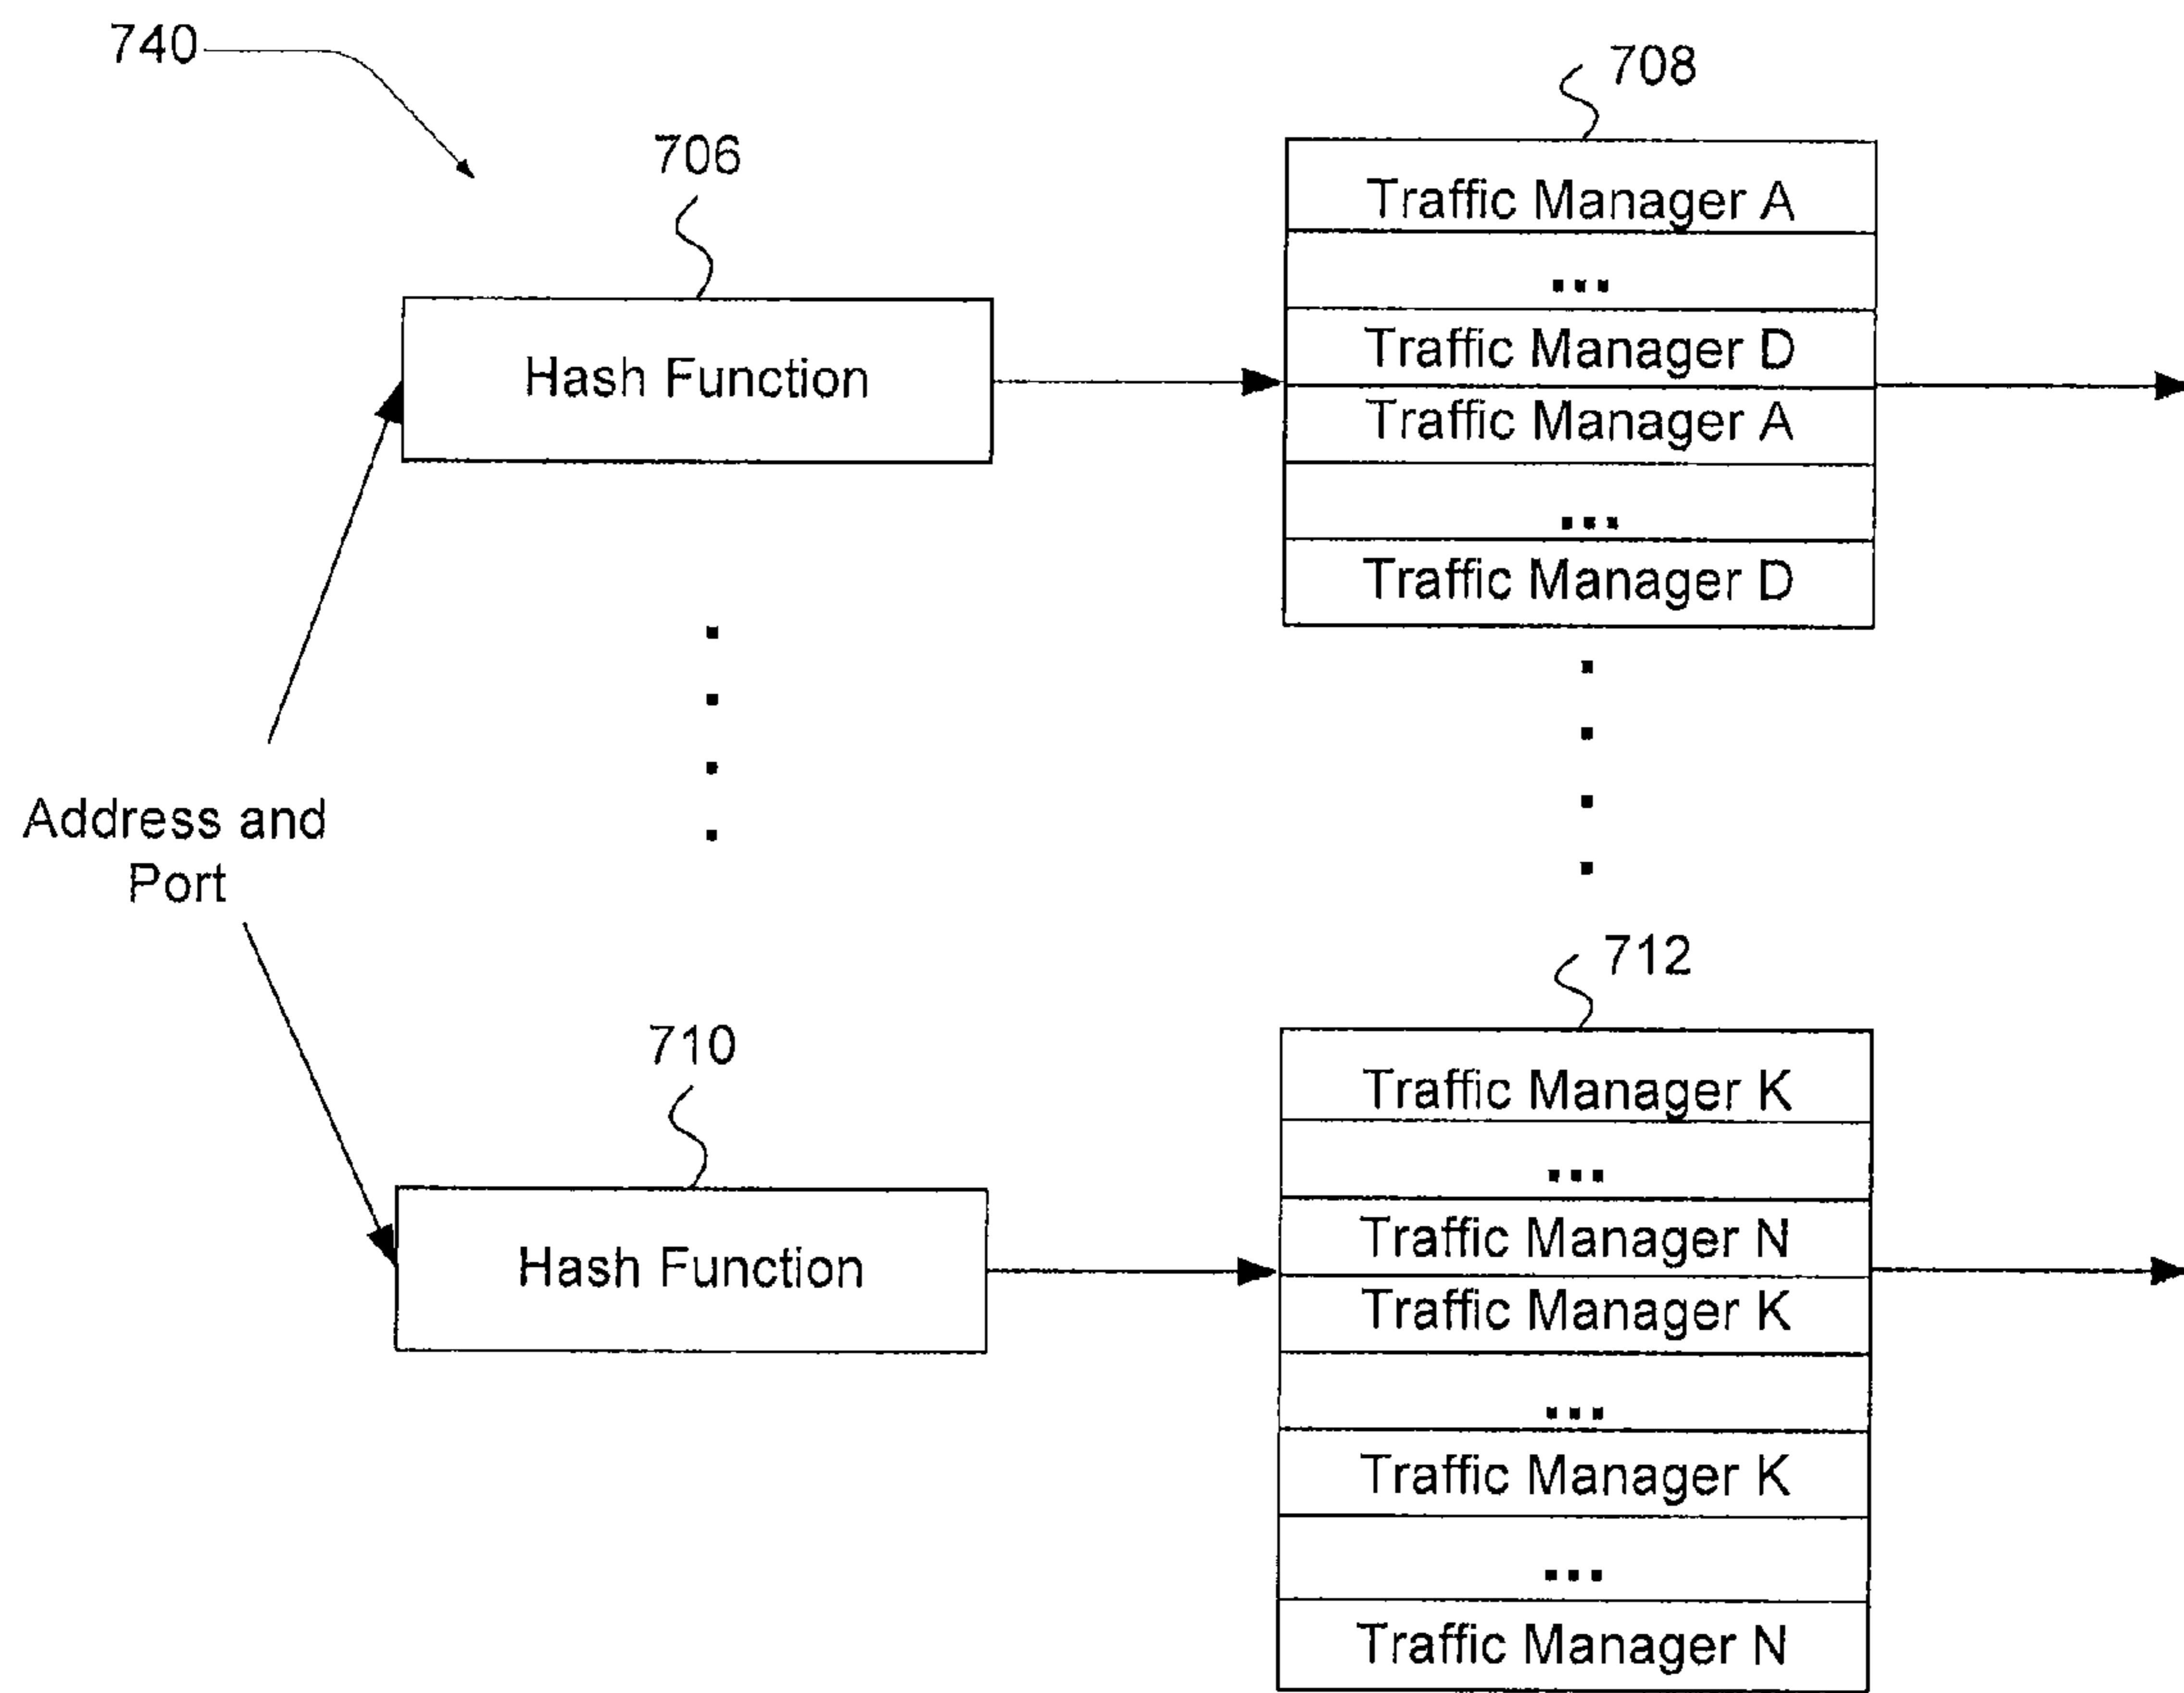 740
708
706
Traffic Manager A
...
Hash Function
Traffic Manager D
Traffic Manager A
...
Traffic Manager D
Address and
Port
712
710
Traffic Manager K
...
Hash Function
Traffic Manager N
Traffic Manager K
...
Traffic Manager K
...
Traffic Manager N